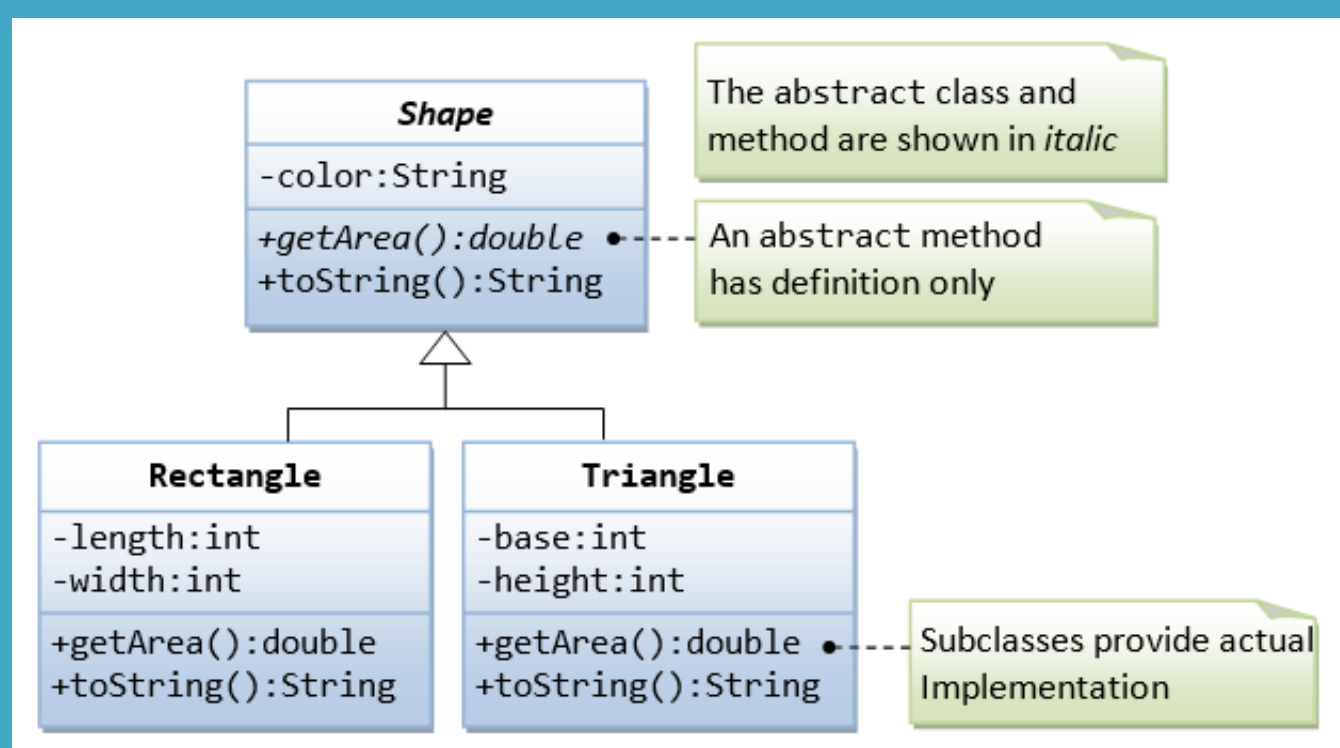 Shape
-color:String
+getArea():double
+toString():String
The abstract class and
method are shown in italic
An abstract method
has definition only
Rectangle
-length:int
-width:int
+getArea():double
+toString():String
Triangle
-base:int
-height:int
+getArea():double
+toString():String
Subclasses provide actual
Implementation